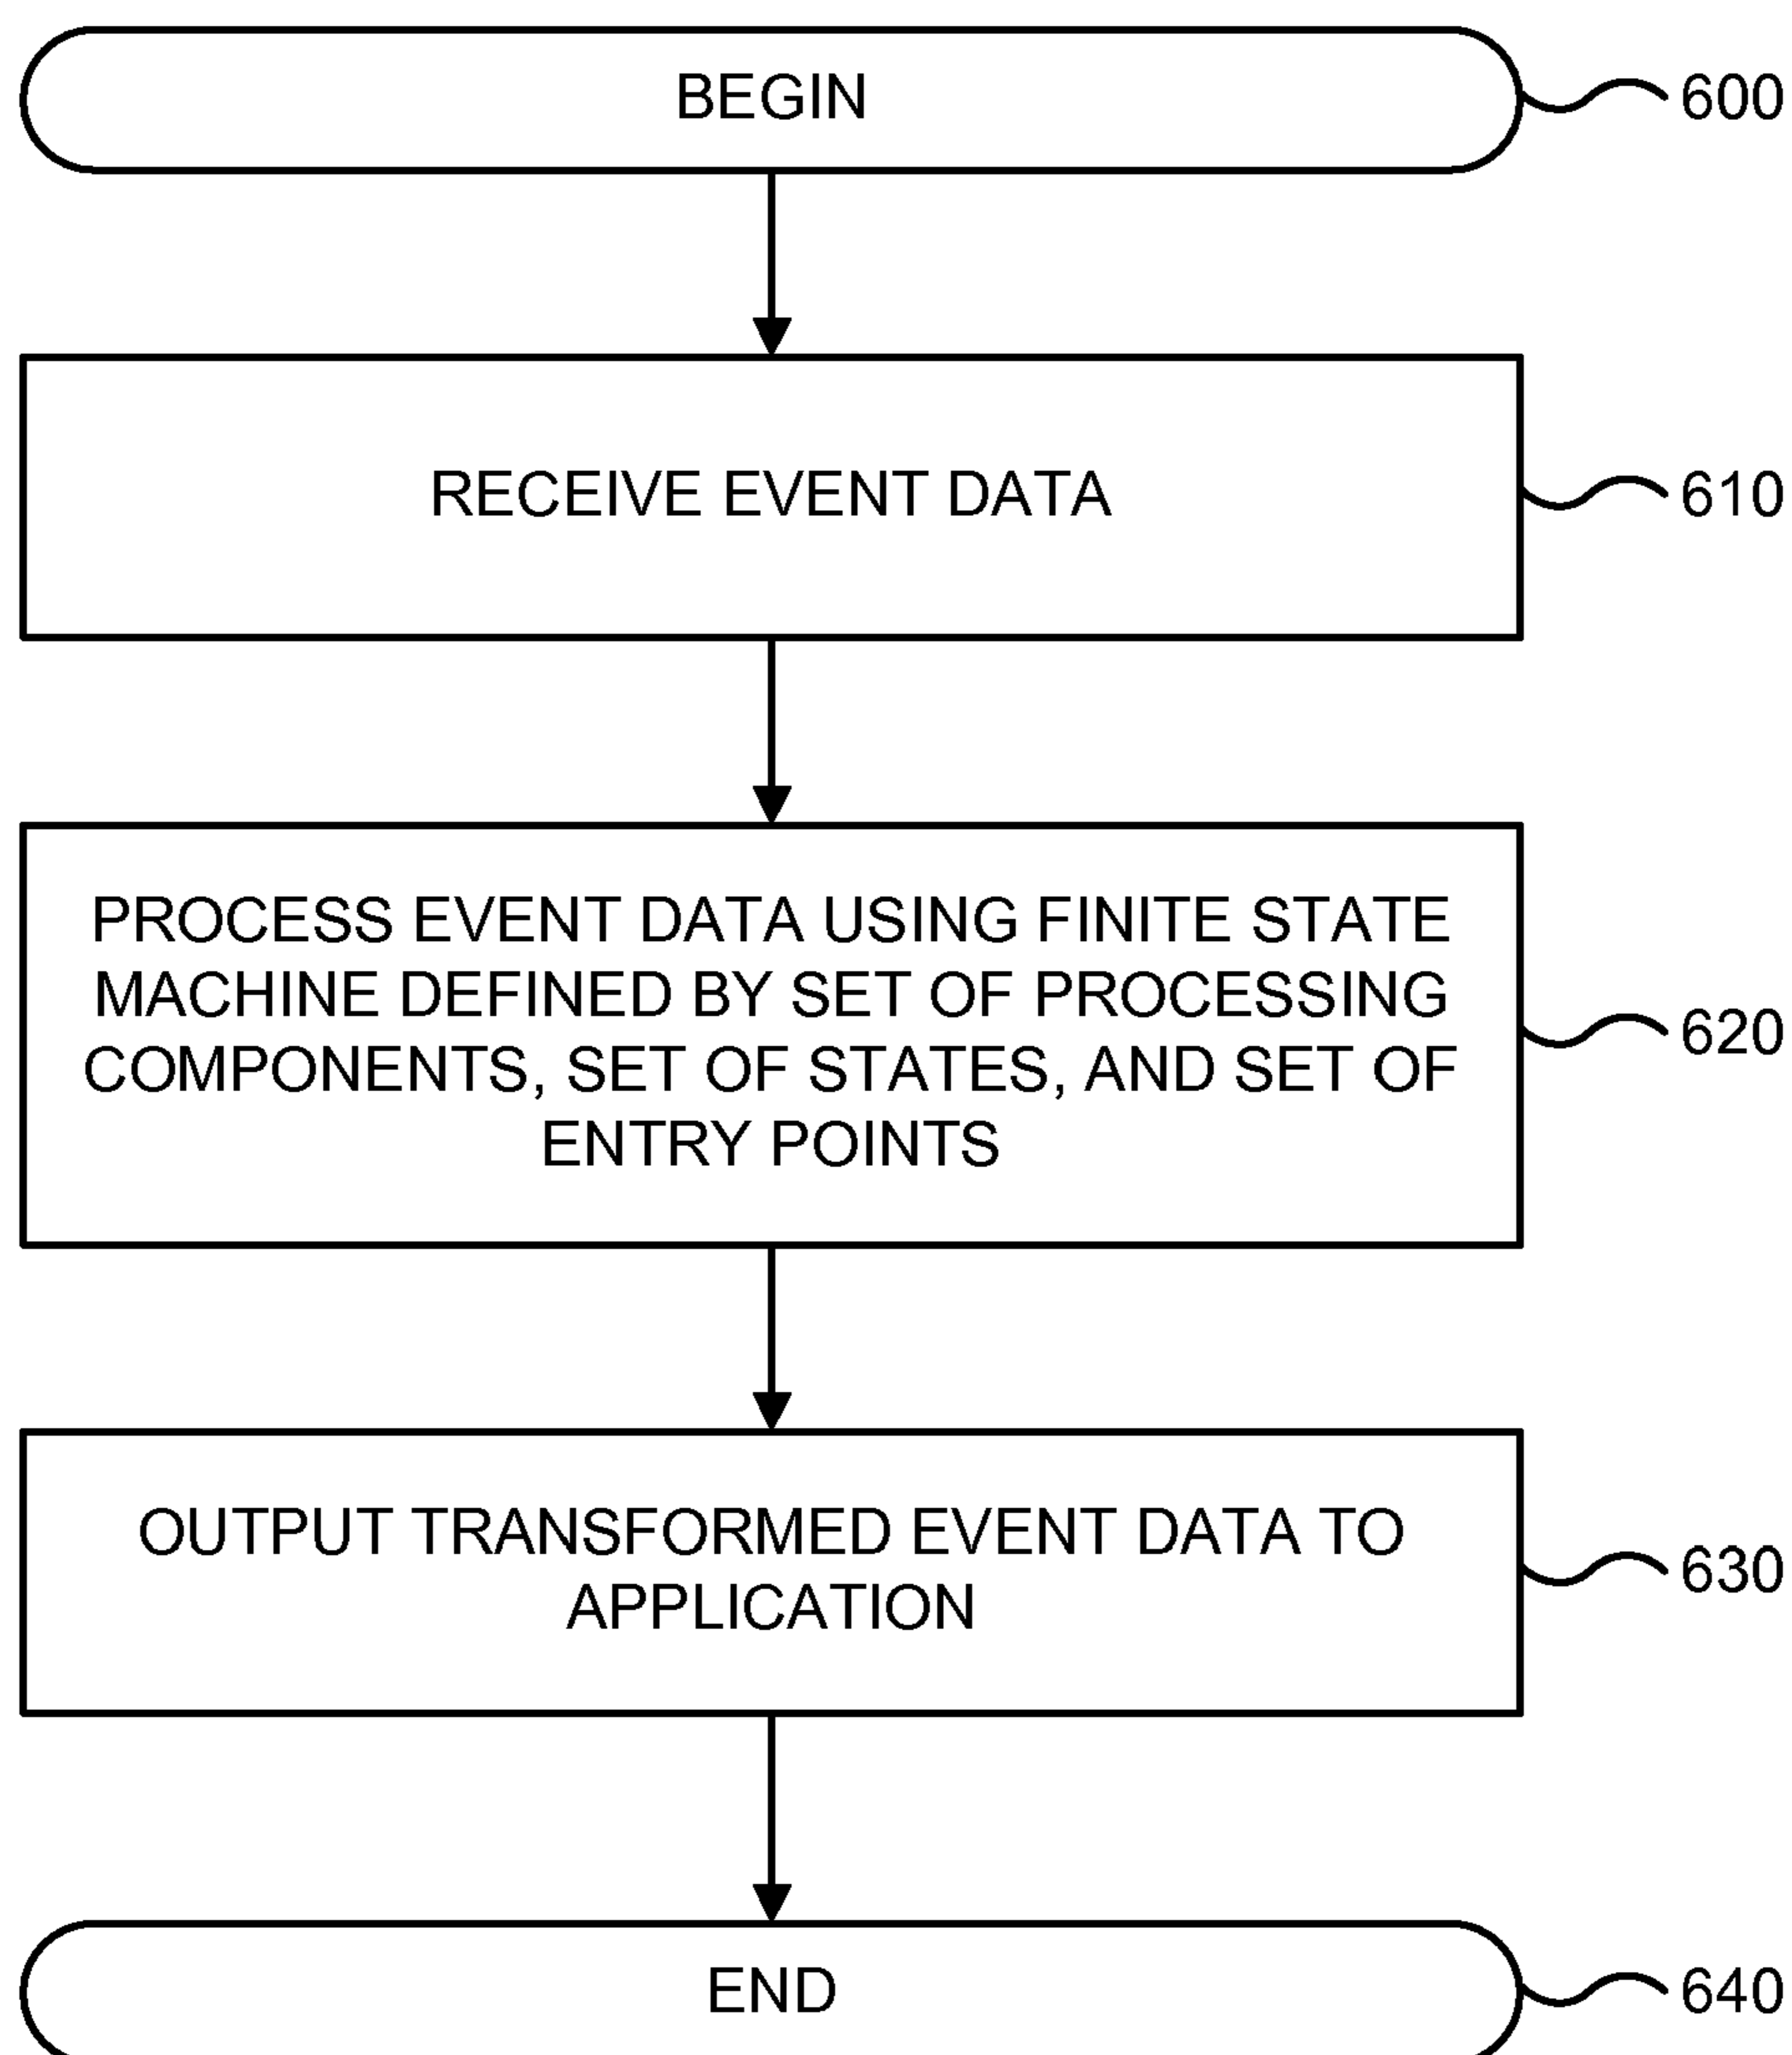 BEGIN
600
RECEIVE EVENT DATA
610
PROCESS EVENT DATA USING FINITE STATE
MACHINE DEFINED BY SET OF PROCESSING
COMPONENTS, SET OF STATES, AND SET OF
ENTRY POINTS
620
OUTPUT TRANSFORMED EVENT DATA TO
APPLICATION
630
END
640